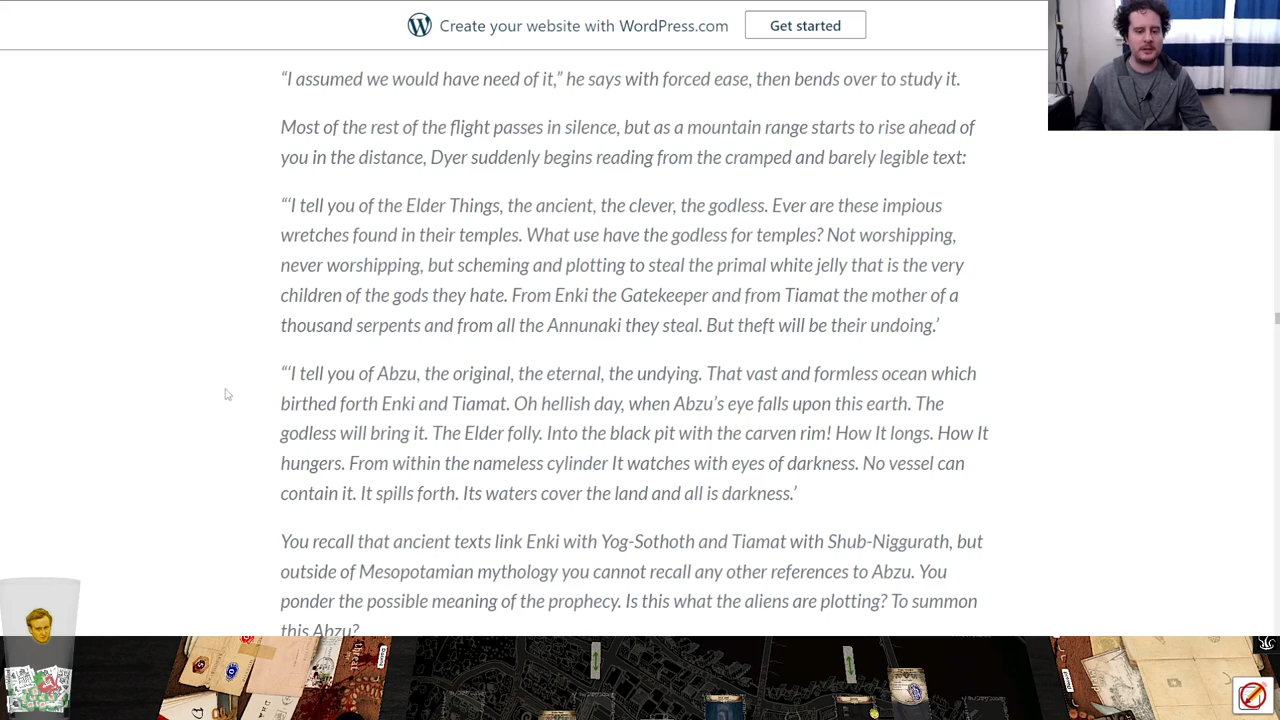 Create your website with WordPress.com
Get started
“I assumed we would have need of it,” he says with forced ease, then bends over to study it.
Most of the rest of the flight passes in silence, but as a mountain range starts to rise ahead of
you in the distance, Dyer suddenly begins reading from the cramped and barely legible text:
“‘I tell you of the Elder Things, the ancient, the clever, the godless. Ever are these impious
wretches found in their temples. What use have the godless for temples? Not worshipping,
never worshipping, but scheming and plotting to steal the primal white jelly that is the very
children of the gods they hate. From Enki the Gatekeeper and from Tiamat the mother of a
thousand serpents and from all the Annunaki they steal. But theft will be their undoing.’
“‘I tell you of Abzu, the original, the eternal, the undying. That vast and formless ocean which
birthed forth Enki and Tiamat. Oh hellish day, when Abzu’s eye falls upon this earth. The
godless will bring it. The Elder folly. Into the black pit with the carven rim! How It longs. How It
hungers. From within the nameless cylinder It watches with eyes of darkness. No vessel can
contain it. It spills forth. Its waters cover the land and all is darkness.’
You recall that ancient texts link Enki with Yog-Sothoth and Tiamat with Shub-Niggurath, but
outside of Mesopotamian mythology you cannot recall any other references to Abzu. You
ponder the possible meaning of the prophecy. Is this what the aliens are plotting? To summon
this Abzu?
threat